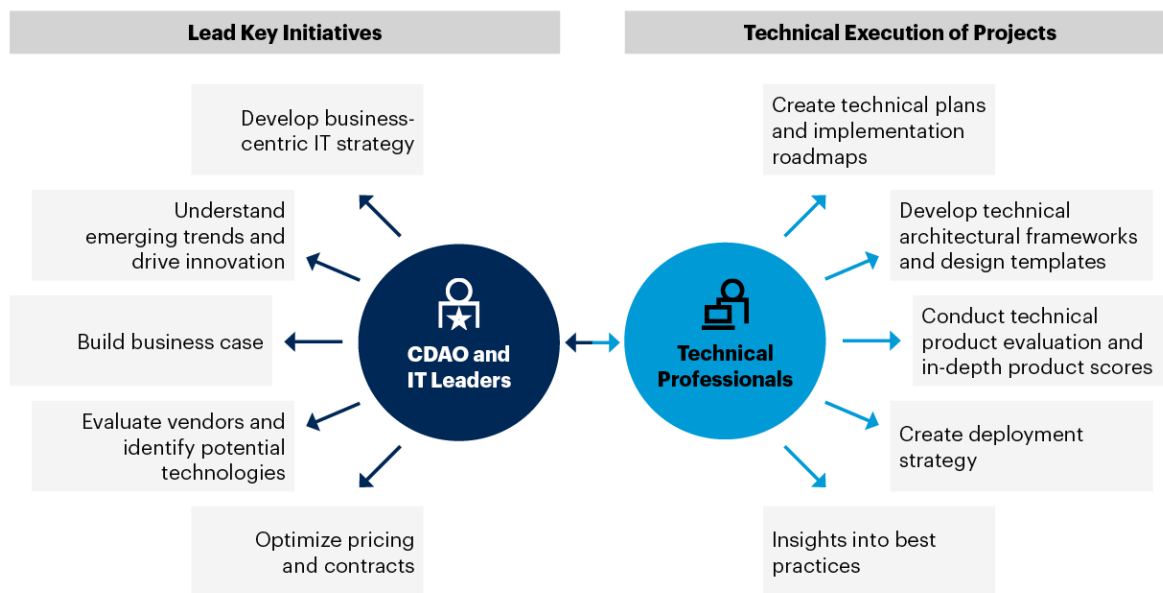 Lead Key Initiatives
Develop business-
centric IT strategy
Understand
emerging trends and
drive innovation
Build business case
Evaluate vendors and
identify potential
technologies
Optimize pricing
and contracts
CDAO and
IT Leaders
Technical Execution of Projects
Technical
Professionals
Create technical plans
and implementation
roadmaps
Develop technical
architectural frameworks
and design templates
Conduct technical
product evaluation and
in-depth product scores
Create deployment
strategy
Insights into best
practices